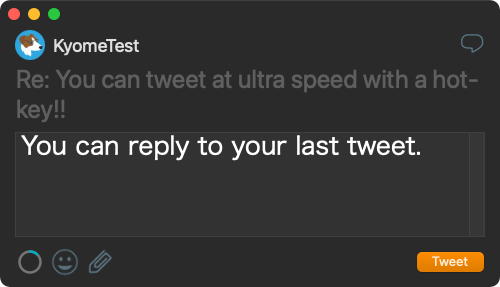 KyomeTest
Re: You can tweet at ultra speed with a hot-
key!!
You can reply to your last tweet.
Tweet